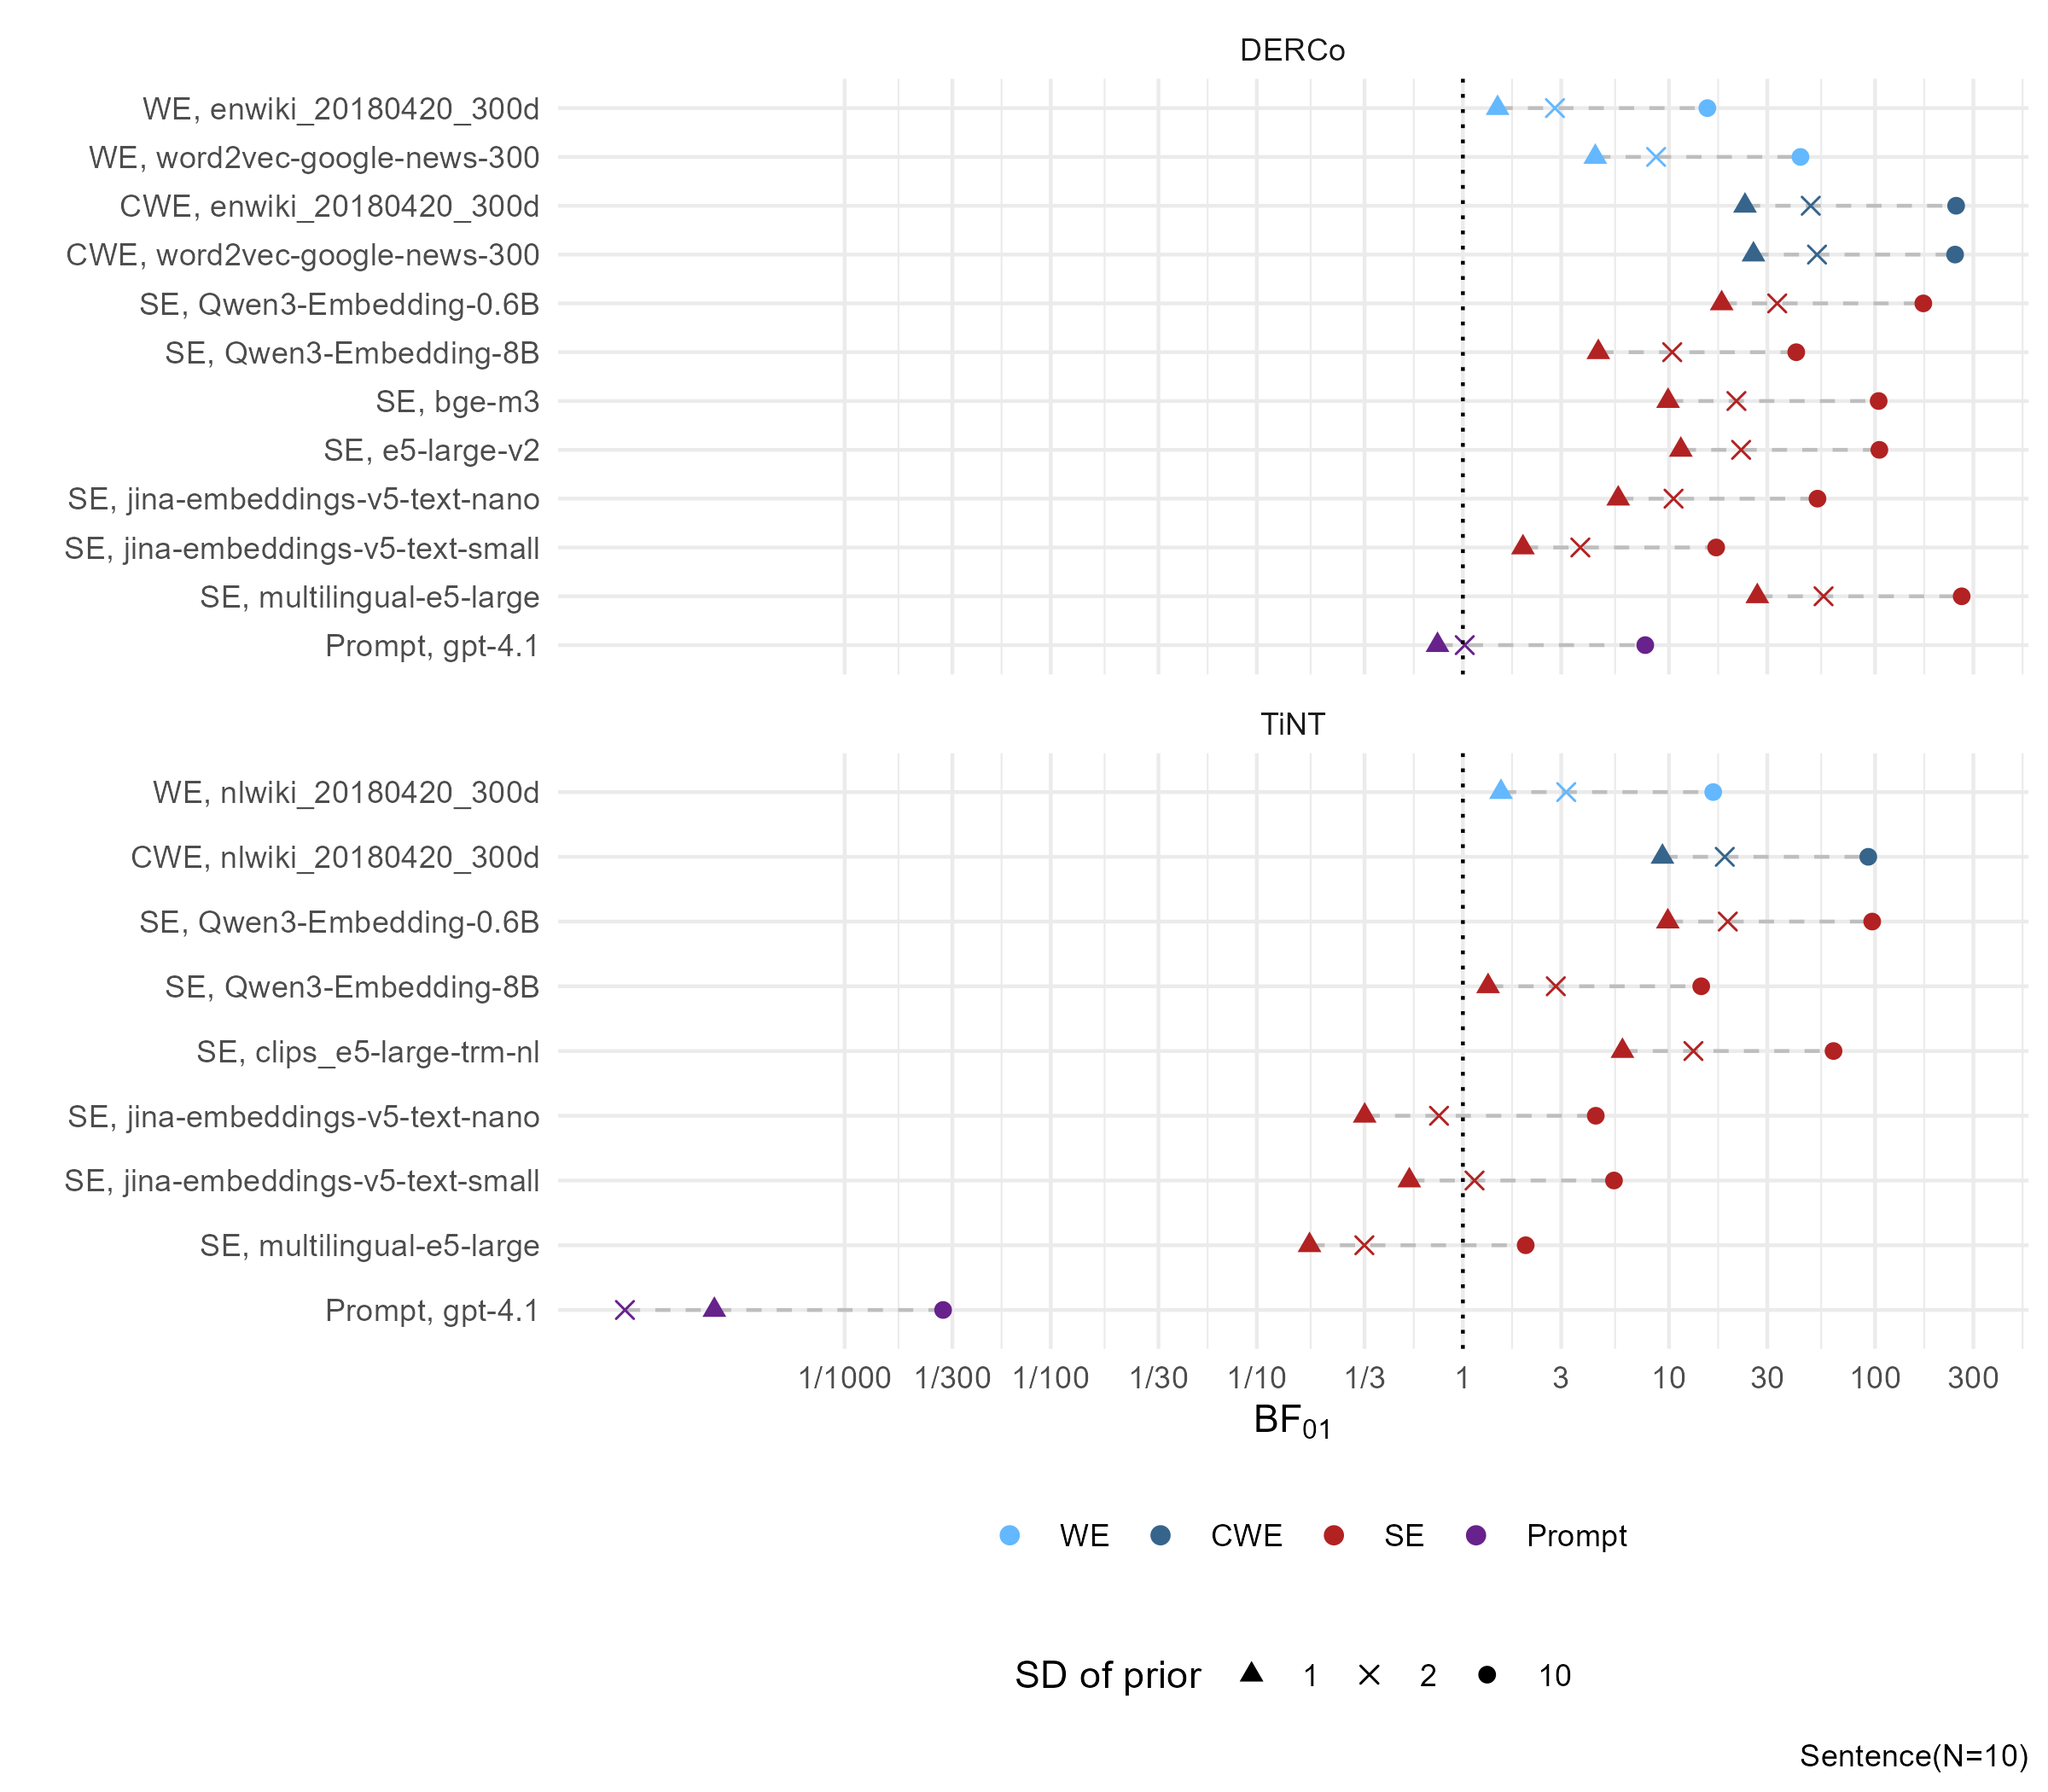 DERCo
WE, enwiki_20180420_300d
WE, word2vec-google-news-300
CWE, enwiki_20180420_300d
CWE, word2vec-google-news-300
SE, Qwen3-Embedding-0.6B
SE, Qwen3-Embedding-8B
SE, bge-m3
SE, e5-large-v2
SE, jina-embeddings-v5-text-nano
SE, jina-embeddings-v5-text-small
SE, multilingual-e5-large
Prompt, gpt-4.1
TiNT
WE, nlwiki_20180420_300d
CWE, nlwiki_20180420_300d
SE, Qwen3-Embedding-0.6B
SE, Qwen3-Embedding-8B
SE, clips_e5-large-trm-nl
SE, jina-embeddings-v5-text-nano
SE, jina-embeddings-v5-text-small
SE, multilingual-e5-large
Prompt, gpt-4.1
1/1000 1/300 1/100 1/30 1/10 1/3 1 3 10 30 100 300
BF₀₁
WE CWE SE Prompt
SD of prior 1 2 10
Sentence(N=10)